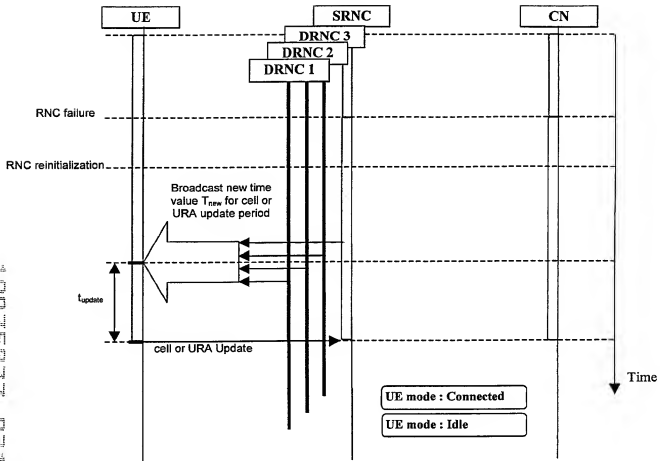 UE
SRNC
CN
DRNC 3
DRNC 2
DRNC 1
RNC failure
RNC reinitialization
Broadcast new time
value Tnew for cell or
URA update period
tupdate
cell or URA Update
Time
UE mode : Connected
UE mode : Idle